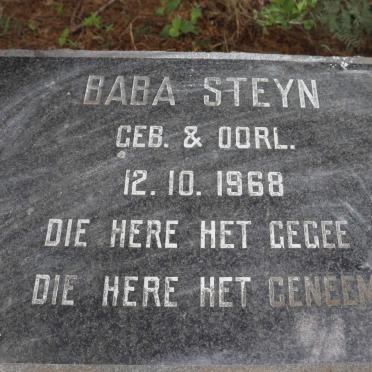 BABA STEYN
GEB. & OORL.
12. 10. 1968
DIE HERE HET GEGEE
DIE HERE HET GENEEM